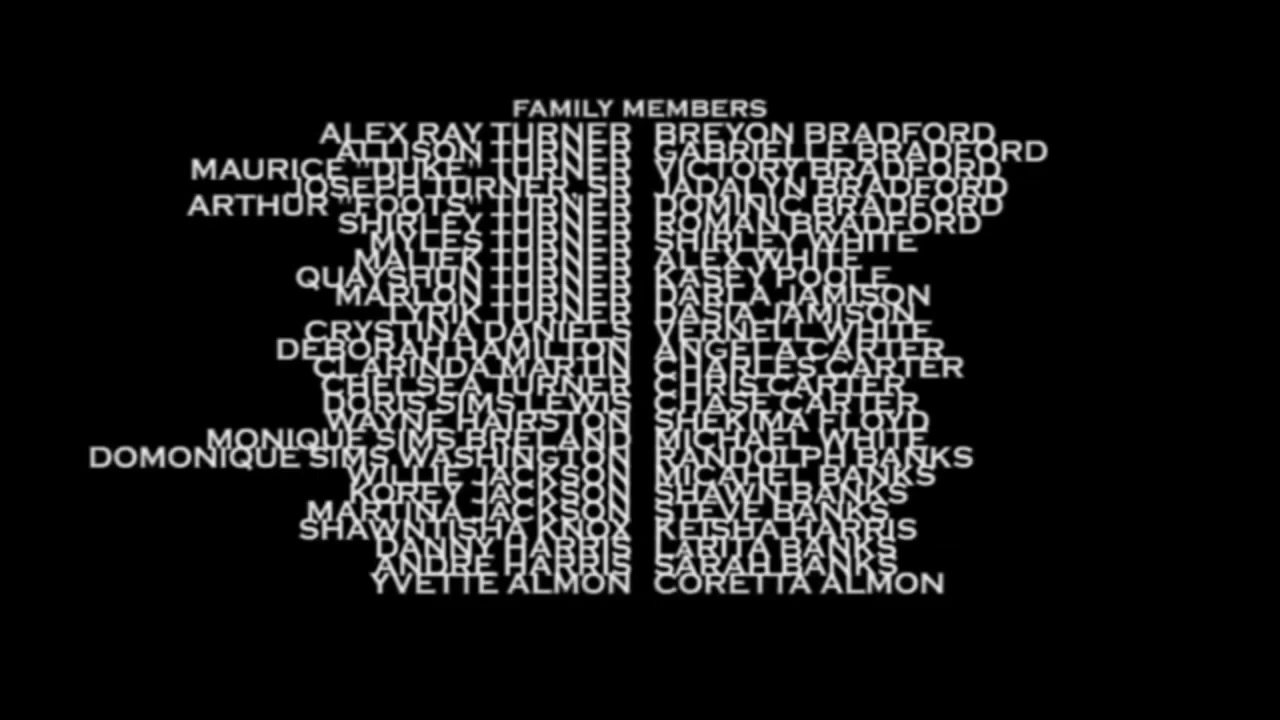 FAMILY MEMBERS
ALEX RAY TURNER BREYON BRADFORD
ALLISON TURNER GABRIELLE BRADFORD
MAURICE "DUKE" TURNER VICTORY BRADFORD
JOSEPH TURNER, SR JADALYN BRADFORD
ARTHUR "FOOTS" TURNER DOMINIC BRADFORD
SHIRLEY TURNER ROMAN BRADFORD
MYLES TURNER SHIRLEY WHITE
MALIEK TURNER ALEX WHITE
QUAYSHUN TURNER KASEY POOLE
MARLON TURNER DARLA JAMISON
LYRIK TURNER DASIA JAMISON
CRYSTINA DANIELS VERNELL WHITE
DEBORAH HAMILTON ANGELA CARTER
CLARINDA MARTIN CHARLES CARTER
CHELSEA TURNER CHRIS CARTER
DORIS SIMS LEWIS CHASE CARTER
WAYNE HAIRSTON SHEKIMA FLOYD
MONIQUE SIMS BRELAND MICHAEL WHITE
DOMONIQUE SIMS WASHINGTON RANDOLPH BANKS
WILLIE JACKSON MICAHEL BANKS
KOREY JACKSON SHAWN BANKS
MARTINA JACKSON STEVE BANKS
SHAWNTISHA KNOX KEISHA HARRIS
DANNY HARRIS LARITA BANKS
ANDRE HARRIS SARAH BANKS
YVETTE ALMON CORETTA ALMON